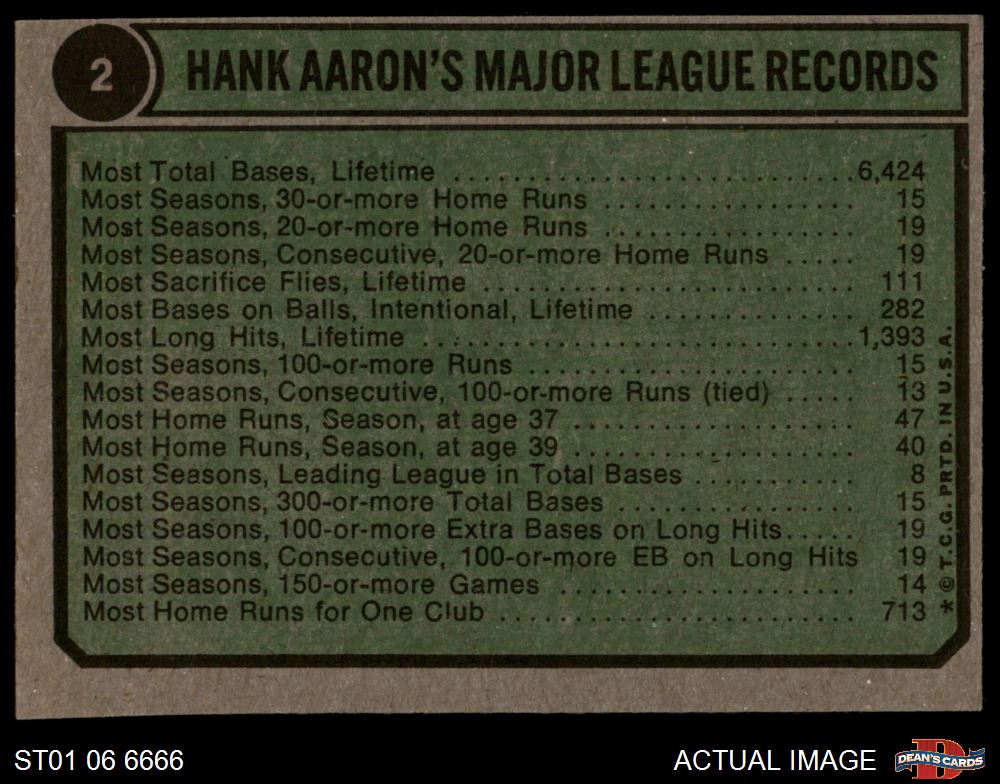 2
HANK AARON'S MAJOR LEAGUE RECORDS
Most Total Bases, Lifetime ........................... 6,424
Most Seasons, 30-or-more Home Runs ................. 15
Most Seasons, 20-or-more Home Runs ................. 19
Most Seasons, Consecutive, 20-or-more Home Runs ..... 19
Most Sacrifice Flies, Lifetime ......................... 111
Most Bases on Balls, Intentional, Lifetime .............. 282
Most Long Hits, Lifetime ............................. 1,393
Most Seasons, 100-or-more Runs ...................... 15
Most Seasons, Consecutive, 100-or-more Runs (tied) ..... 13
Most Home Runs, Season, at age 37 ................... 47
Most Home Runs, Season, at age 39 ................... 40
Most Seasons, Leading League in Total Bases ........... 8
Most Seasons, 300-or-more Total Bases ................ 15
Most Seasons, 100-or-more Extra Bases on Long Hits..... 19
Most Seasons, Consecutive, 100-or-more EB on Long Hits 19
Most Seasons, 150-or-more Games .................... 14
Most Home Runs for One Club ........................ 713
* © T.C.G. PRTD. IN U.S.A.
ST01 06 6666
ACTUAL IMAGE
D
DEAN'S CARDS